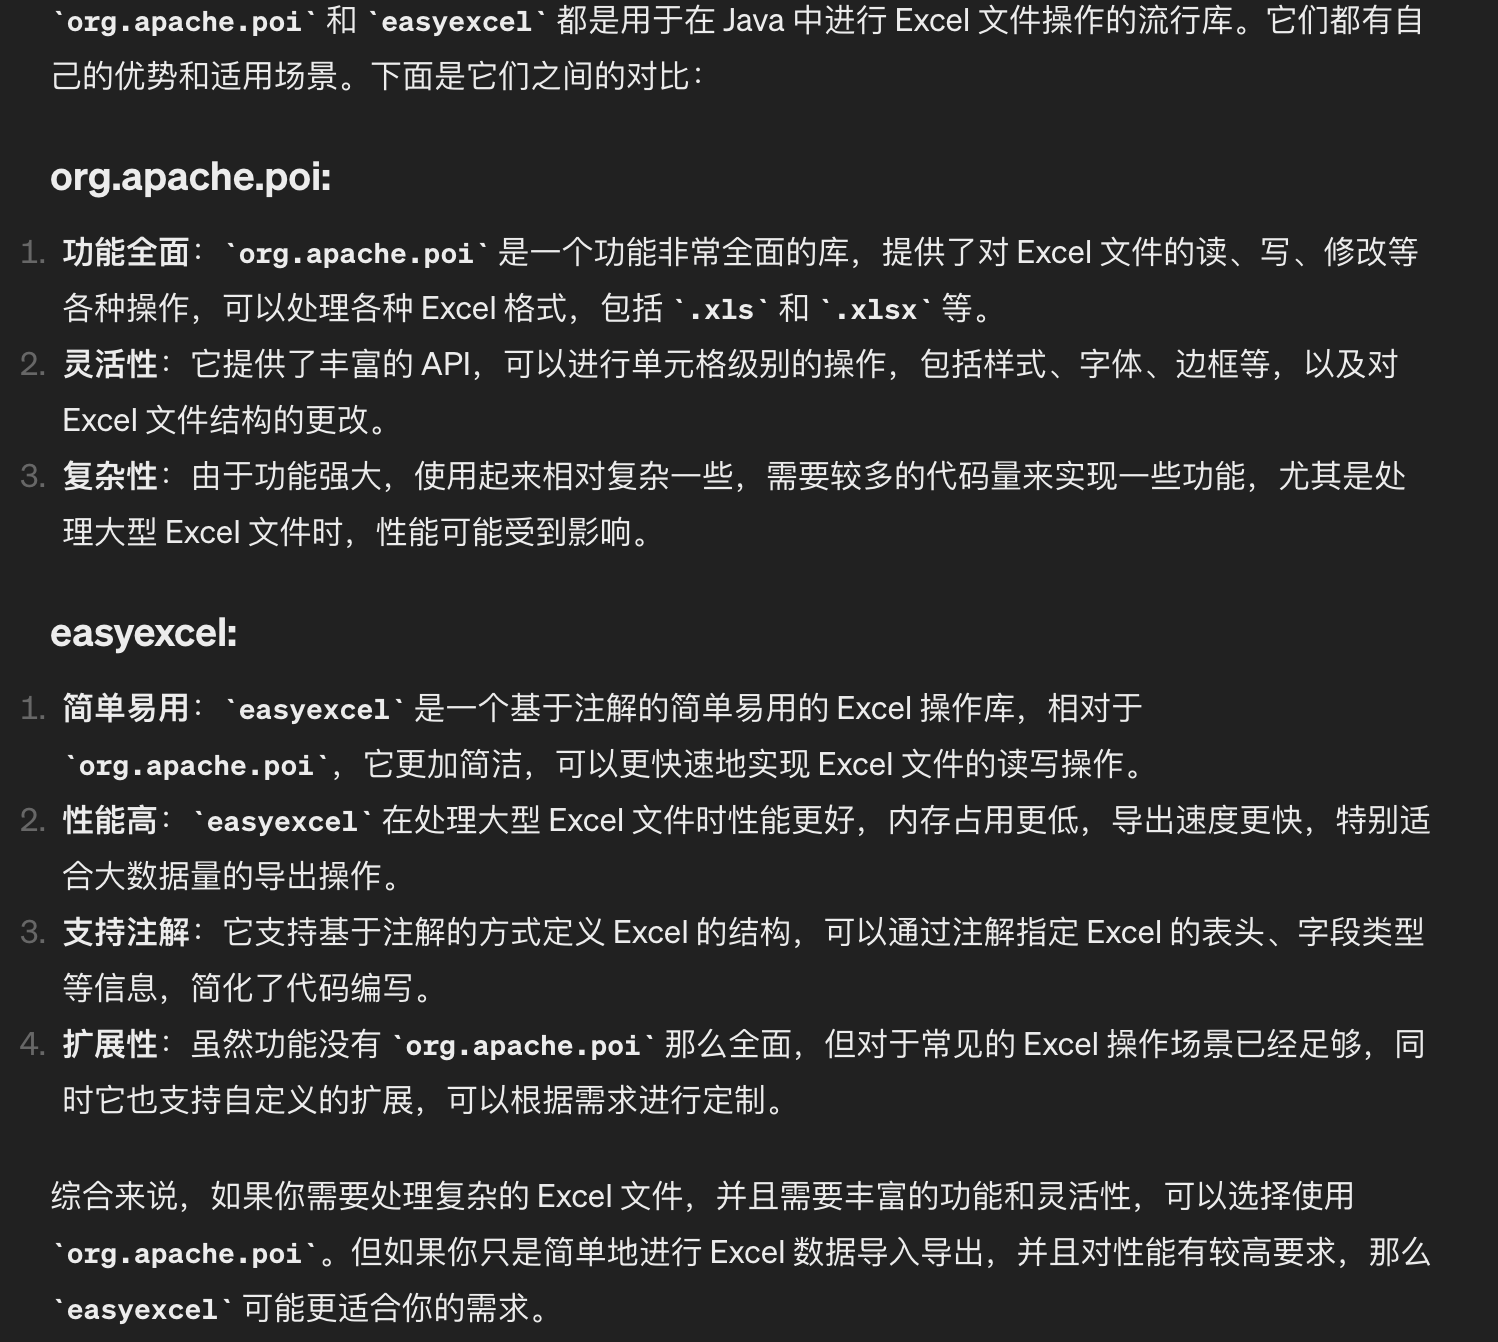 `org.apache.poi` 和 `easyexcel` 都是用于在 Java 中进行 Excel 文件操作的流行库。它们都有自
己的优势和适用场景。下面是它们之间的对比：
org.apache.poi:
1. 功能全面：`org.apache.poi` 是一个功能非常全面的库，提供了对 Excel 文件的读、写、修改等
各种操作，可以处理各种 Excel 格式，包括 `.xls` 和 `.xlsx` 等。
2. 灵活性：它提供了丰富的 API，可以进行单元格级别的操作，包括样式、字体、边框等，以及对
Excel 文件结构的更改。
3. 复杂性：由于功能强大，使用起来相对复杂一些，需要较多的代码量来实现一些功能，尤其是处
理大型 Excel 文件时，性能可能受到影响。
easyexcel:
1. 简单易用：`easyexcel` 是一个基于注解的简单易用的 Excel 操作库，相对于
`org.apache.poi`，它更加简洁，可以更快速地实现 Excel 文件的读写操作。
2. 性能高：`easyexcel` 在处理大型 Excel 文件时性能更好，内存占用更低，导出速度更快，特别适
合大数据量的导出操作。
3. 支持注解：它支持基于注解的方式定义 Excel 的结构，可以通过注解指定 Excel 的表头、字段类型
等信息，简化了代码编写。
4. 扩展性：虽然功能没有 `org.apache.poi` 那么全面，但对于常见的 Excel 操作场景已经足够，同
时它也支持自定义的扩展，可以根据需求进行定制。
综合来说，如果你需要处理复杂的 Excel 文件，并且需要丰富的功能和灵活性，可以选择使用
`org.apache.poi`。但如果你只是简单地进行 Excel 数据导入导出，并且对性能有较高要求，那么
`easyexcel` 可能更适合你的需求。